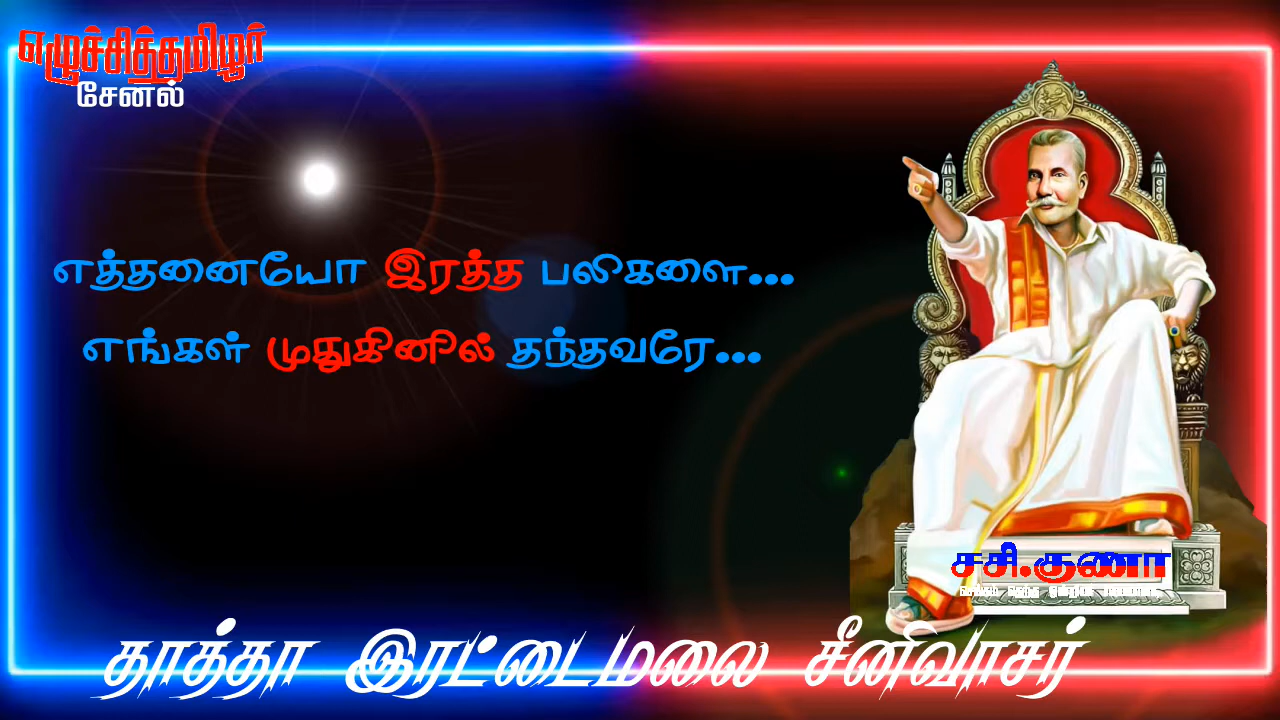 எழுச்சித்தமிழர்
சேனல்
எத்தனையோ இரத்த பலிகளை...
எங்கள் முதுகினில் தந்தவரே...
சசி.குணா
தாத்தா இரட்டைமலை சீனிவாசர்